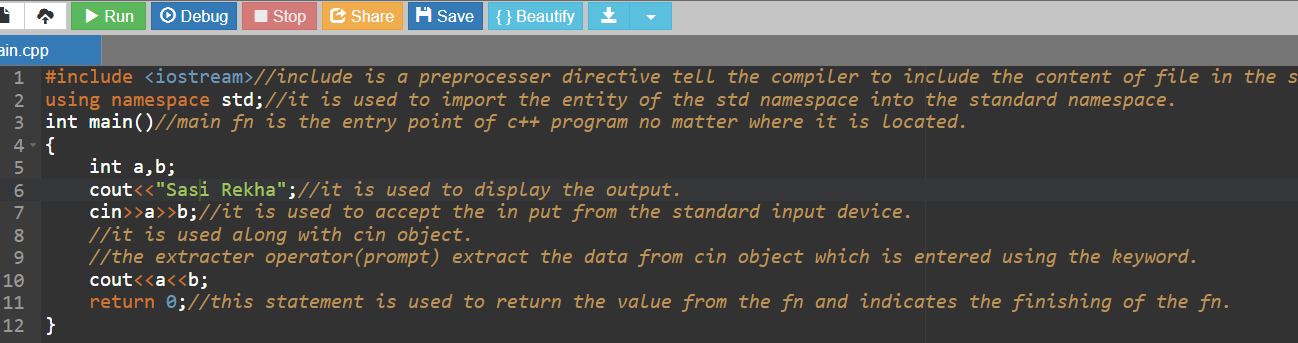 Run Debug Stop Share Save { } Beautify
ain.cpp
1 #include <iostream>//include is a preprocesser directive tell the compiler to include the content of file in the s
2 using namespace std;//it is used to import the entity of the std namespace into the standard namespace.
3 int main()//main fn is the entry point of c++ program no matter where it is located.
4 {
5 int a,b;
6 cout<<"Sasi Rekha";//it is used to display the output.
7 cin>>a>>b;//it is used to accept the in put from the standard input device.
8 //it is used along with cin object.
9 //the extracter operator(prompt) extract the data from cin object which is entered using the keyword.
10 cout<<a<<b;
11 return 0;//this statement is used to return the value from the fn and indicates the finishing of the fn.
12 }